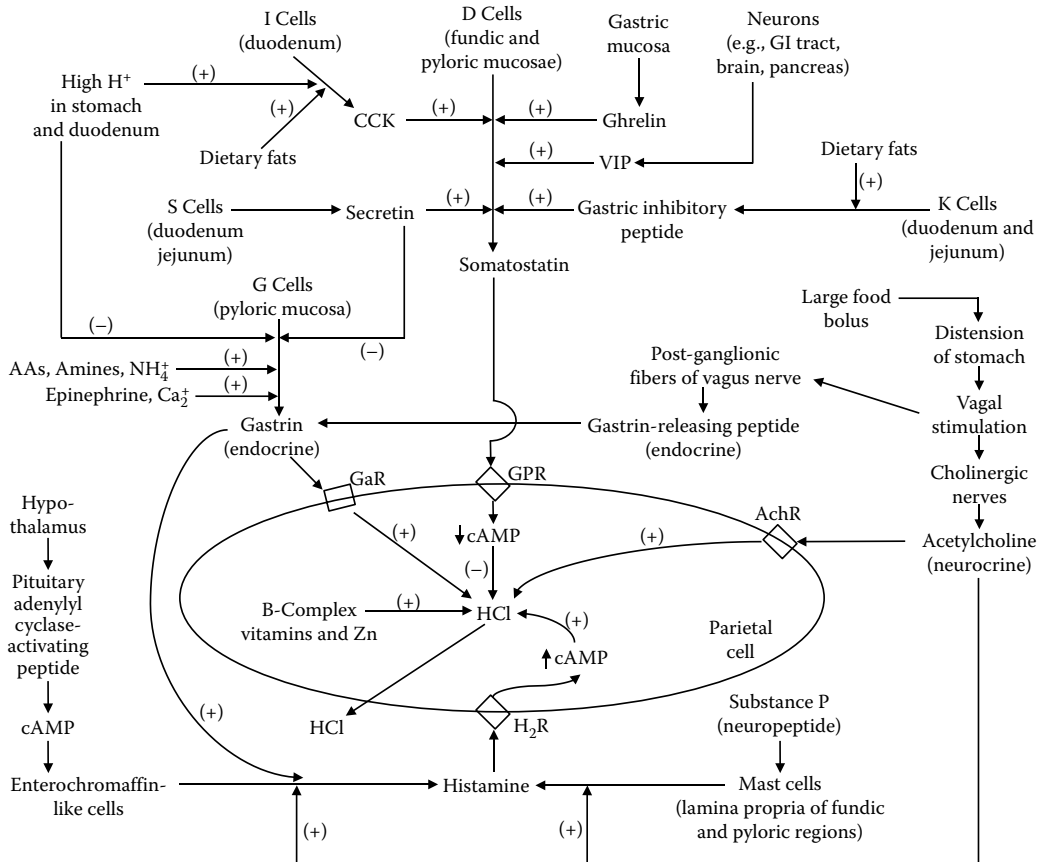 I Cells
(duodenum)
D Cells
(fundic and
pyloric mucosae)
Gastric
mucosa
Neurons
(e.g., GI tract,
brain, pancreas)
High H⁺
in stomach
and duodenum
(+)
(+)
Dietary fats
CCK
(+)
(+)
Ghrelin
(+)
VIP
Dietary fats
(+)
S Cells
(duodenum
jejunum)
Secretin
(+)
(+)
Gastric inhibitory
peptide
K Cells
(duodenum and
jejunum)
Somatostatin
G Cells
(pyloric mucosa)
(–)
(–)
AAs, Amines, NH₄⁺
(+)
Epinephrine, Ca₂⁺
(+)
Large food
bolus
Distension
of stomach
Post-ganglionic
fibers of vagus nerve
Vagal
stimulation
Gastrin
(endocrine)
Gastrin-releasing peptide
(endocrine)
Cholinergic
nerves
GaR
GPR
AchR
Acetylcholine
(neurocrine)
Hypo-
thalamus
Pituitary
adenylyl
cyclase-
activating
peptide
cAMP
Enterochromaffin-
like cells
(+)
cAMP
(–)
(+)
B-Complex
vitamins and Zn
(+)
HCl
(+)
cAMP
Parietal
cell
HCl
H₂R
(+)
Substance P
(neuropeptide)
Histamine
Mast cells
(lamina propria of fundic
and pyloric regions)
(+)
(+)